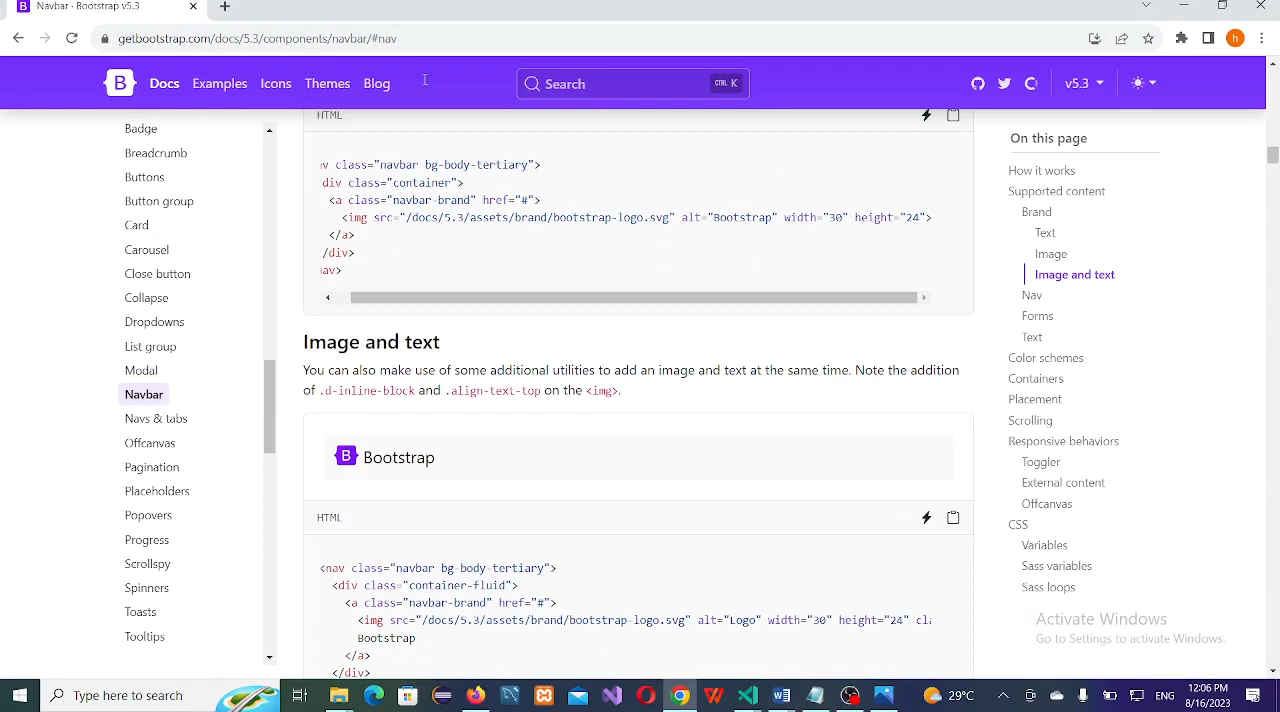 Navbar · Bootstrap v5.3
getbootstrap.com/docs/5.3/components/navbar/#nav
h
B Docs Examples Icons Themes Blog
Search CTRL K
v5.3
Badge
Breadcrumb
Buttons
Button group
Card
Carousel
Close button
Collapse
Dropdowns
List group
Modal
Navbar
Navs & tabs
Offcanvas
Pagination
Placeholders
Popovers
Progress
Scrollspy
Spinners
Toasts
Tooltips
HTML
v class="navbar bg-body-tertiary">
div class="container">
<a class="navbar-brand" href="#">
<img src="/docs/5.3/assets/brand/bootstrap-logo.svg" alt="Bootstrap" width="30" height="24">
</a>
/div>
av>
Image and text
You can also make use of some additional utilities to add an image and text at the same time. Note the addition
of .d-inline-block and .align-text-top on the <img>.
B Bootstrap
HTML
<nav class="navbar bg-body-tertiary">
<div class="container-fluid">
<a class="navbar-brand" href="#">
<img src="/docs/5.3/assets/brand/bootstrap-logo.svg" alt="Logo" width="30" height="24" cla
Bootstrap
</a>
</div>
On this page
How it works
Supported content
Brand
Text
Image
Image and text
Nav
Forms
Text
Color schemes
Containers
Placement
Scrolling
Responsive behaviors
Toggler
External content
Offcanvas
CSS
Variables
Sass variables
Sass loops
Activate Windows
Go to Settings to activate Windows.
Type here to search
29°C
ENG
12:06 PM
8/16/2023